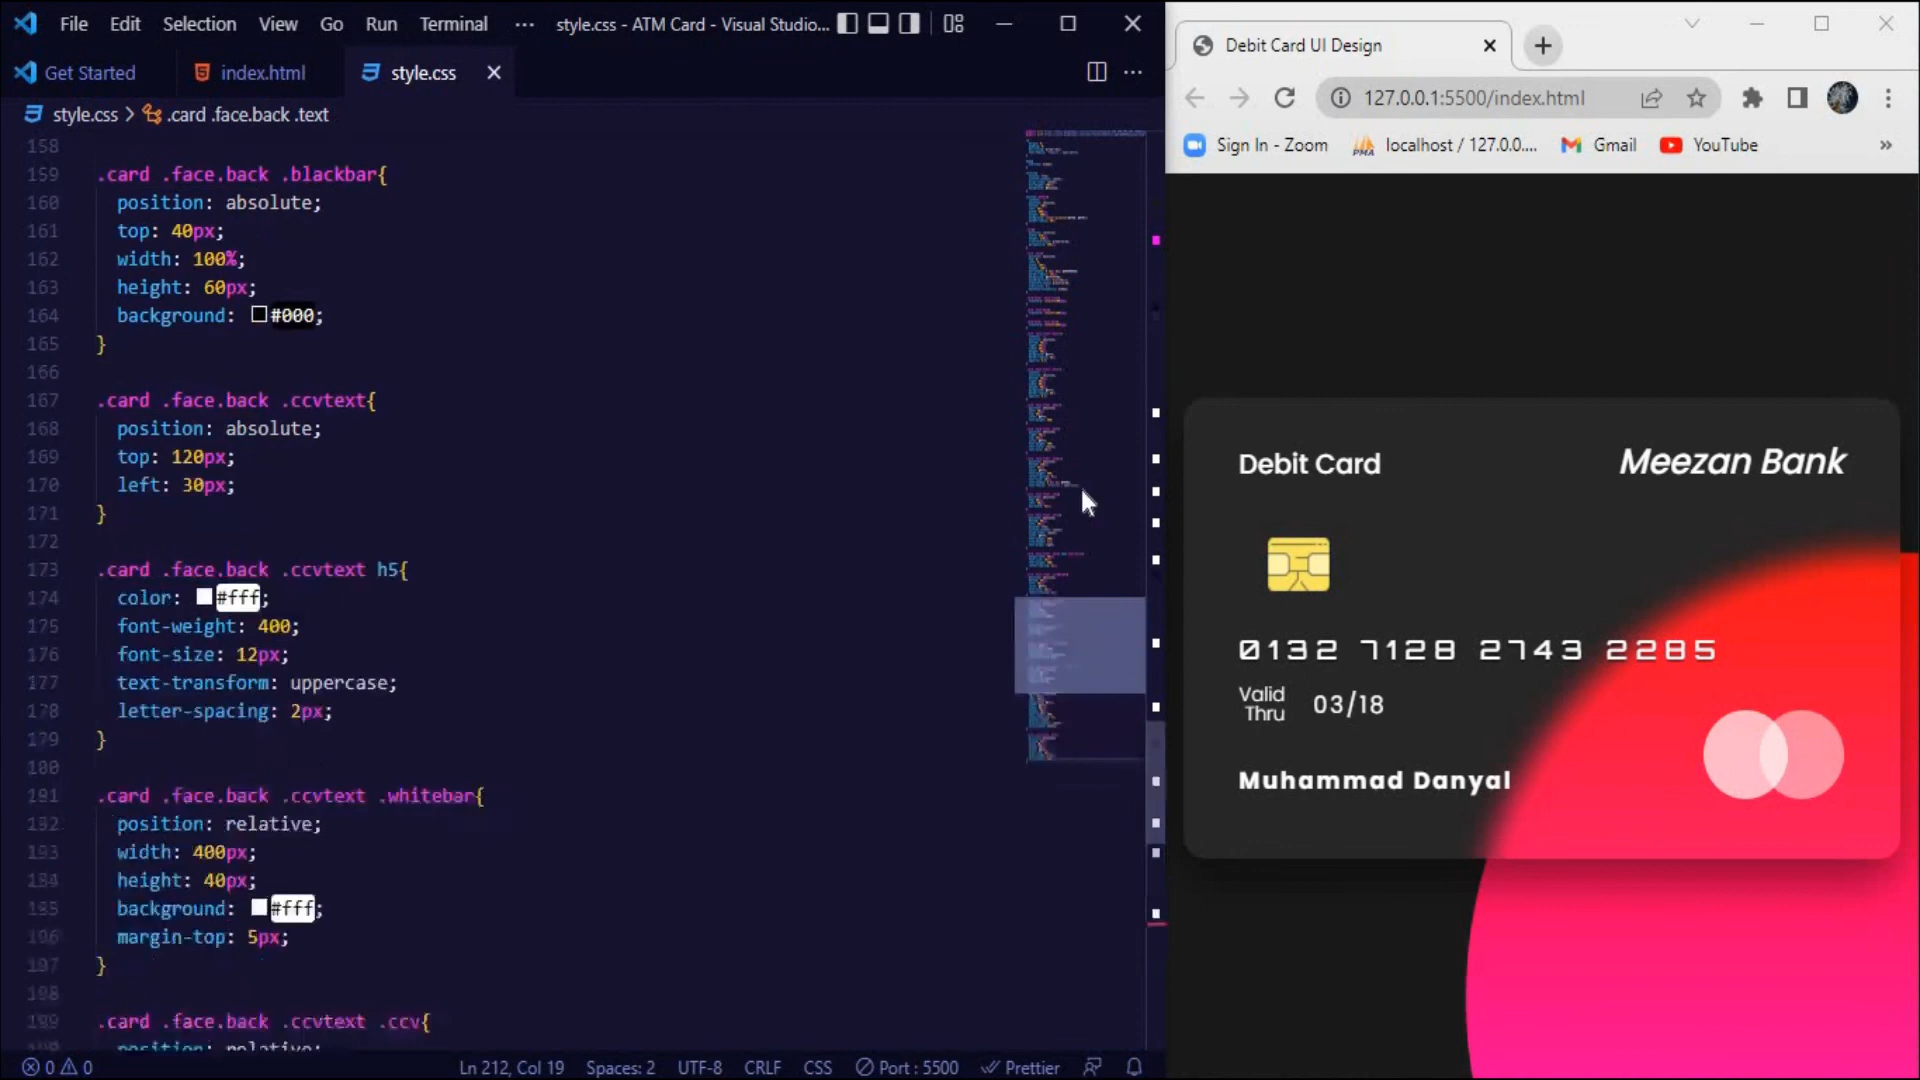 File Edit Selection View Go Run Terminal ··· style.css - ATM Card - Visual Studio...
Get Started index.html style.css
style.css > .card .face.back .text
158
159 .card .face.back .blackbar{
160 position: absolute;
161 top: 40px;
162 width: 100%;
163 height: 60px;
164 background: #000;
165 }
166
167 .card .face.back .ccvtext{
168 position: absolute;
169 top: 120px;
170 left: 30px;
171 }
172
173 .card .face.back .ccvtext h5{
174 color: #fff;
175 font-weight: 400;
176 font-size: 12px;
177 text-transform: uppercase;
178 letter-spacing: 2px;
179 }
.card .face.back .ccvtext .whitebar{
position: relative;
width: 400px;
height: 40px;
background: #fff;
margin-top: 5px;
}
.card .face.back .ccvtext .ccv{
position: relative;
0 0 Ln 212, Col 19 Spaces: 2 UTF-8 CRLF CSS Port : 5500 Prettier
Debit Card UI Design
127.0.0.1:5500/index.html
Sign In - Zoom localhost / 127.0.0.... Gmail YouTube »
Debit Card Meezan Bank
0132 7128 2743 2285
Valid
Thru 03/18
Muhammad Danyal